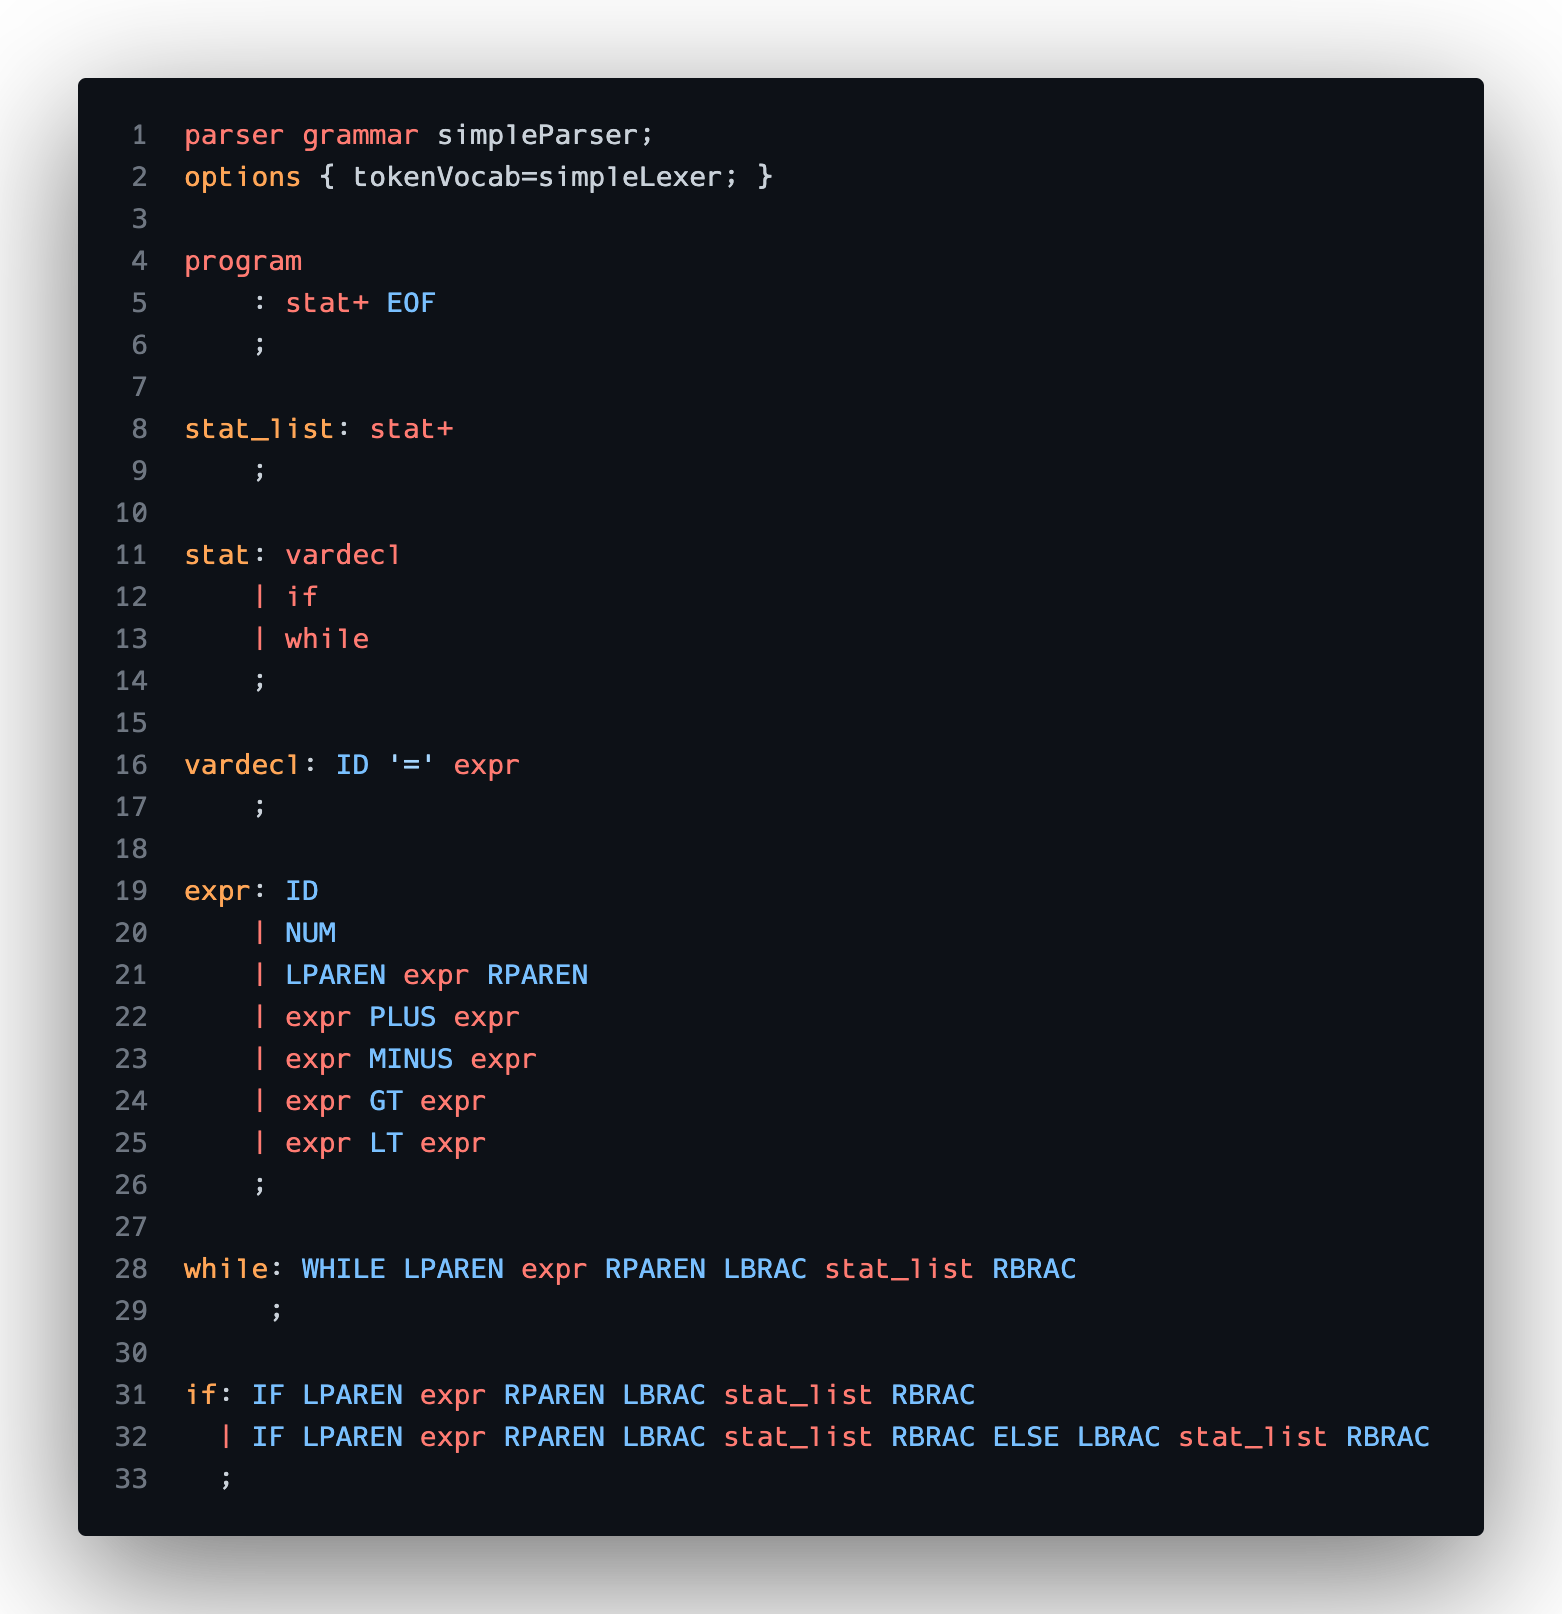 1 parser grammar simpleParser;
2 options { tokenVocab=simpleLexer; }
3
4 program
5     : stat+ EOF
6     ;
7
8 stat_list: stat+
9     ;
10
11 stat: vardecl
12     | if
13     | while
14     ;
15
16 vardecl: ID '=' expr
17     ;
18
19 expr: ID
20     | NUM
21     | LPAREN expr RPAREN
22     | expr PLUS expr
23     | expr MINUS expr
24     | expr GT expr
25     | expr LT expr
26     ;
27
28 while: WHILE LPAREN expr RPAREN LBRAC stat_list RBRAC
29      ;
30
31 if: IF LPAREN expr RPAREN LBRAC stat_list RBRAC
32   | IF LPAREN expr RPAREN LBRAC stat_list RBRAC ELSE LBRAC stat_list RBRAC
33   ;